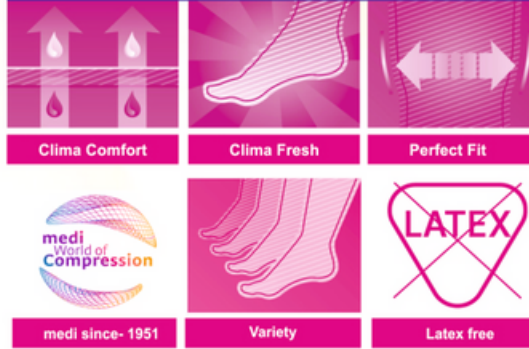 Clima Comfort
Clima Fresh
Perfect Fit
medi
World of
Compression
LATEX
medi since- 1951
Variety
Latex free